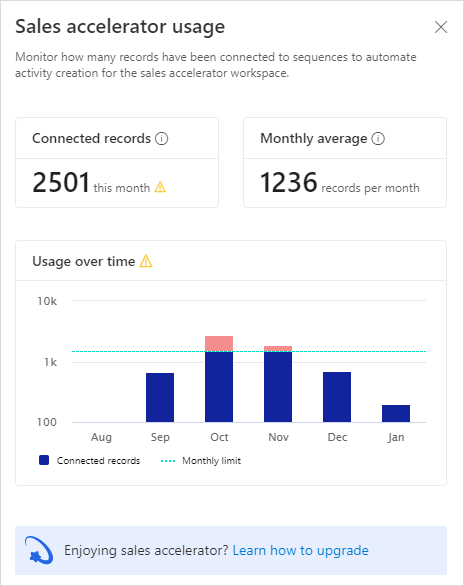 Sales accelerator usage
Monitor how many records have been connected to sequences to automate
activity creation for the sales accelerator workspace.
Connected records
2501 this month
Monthly average
1236 records per month
Usage over time
10k
1k
100
Aug Sep Oct Nov Dec Jan
Connected records Monthly limit
Enjoying sales accelerator? Learn how to upgrade